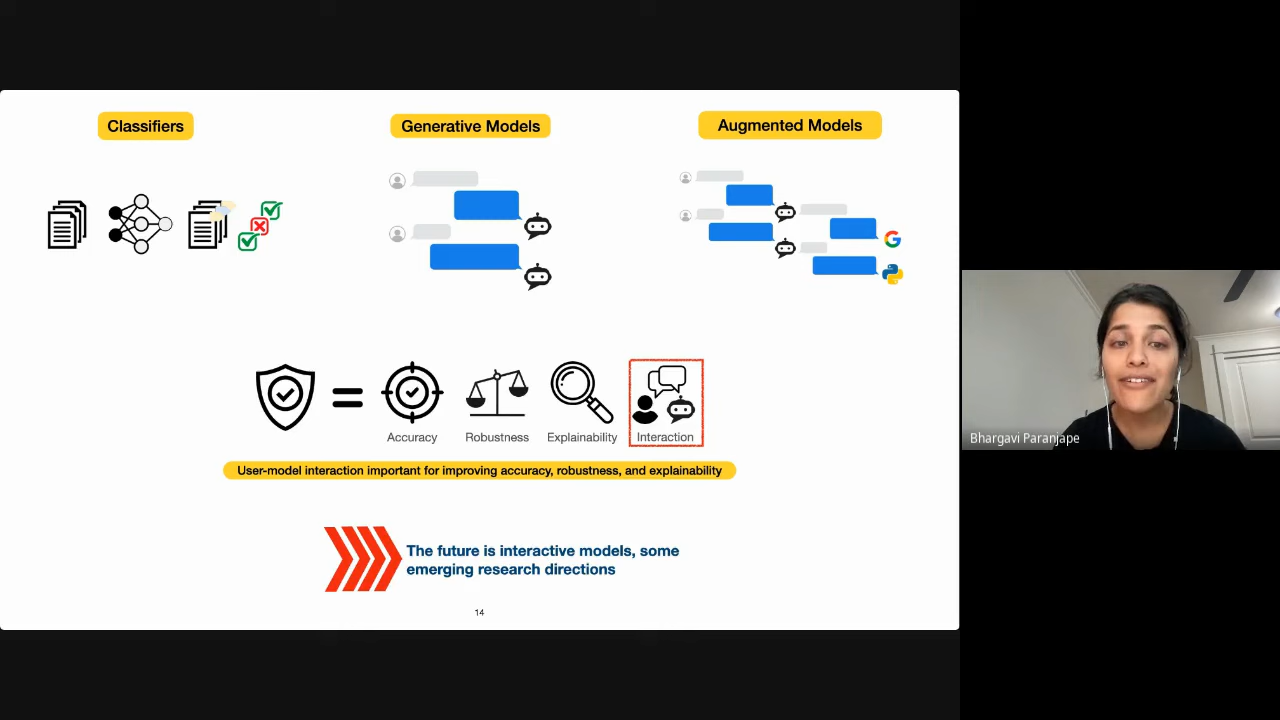 Classifiers
Generative Models
Augmented Models
Accuracy
Robustness
Explainability
Interaction
User-model interaction important for improving accuracy, robustness, and explainability
The future is interactive models, some
emerging research directions
14
Bhargavi Paranjape